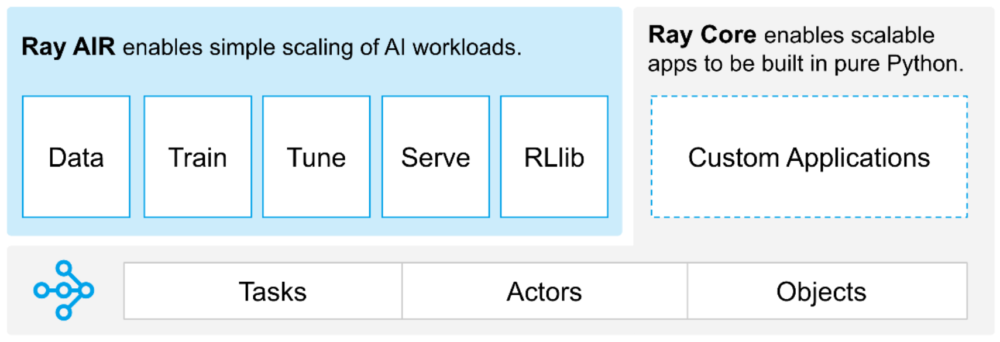 Ray AIR enables simple scaling of AI workloads.
Ray Core enables scalable
apps to be built in pure Python.
Data
Train
Tune
Serve
RLlib
Custom Applications
Tasks
Actors
Objects